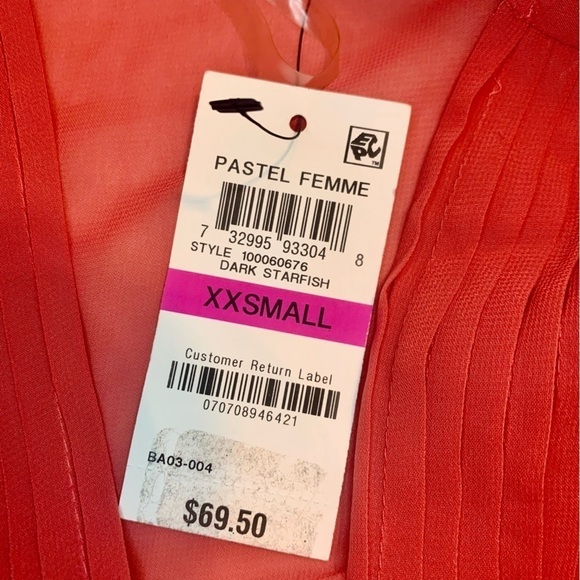 EPC™
PASTEL FEMME
7 32995 93304 8
STYLE 100060676
DARK STARFISH
XXSMALL
Customer Return Label
070708946421
BA03-004
$69.50